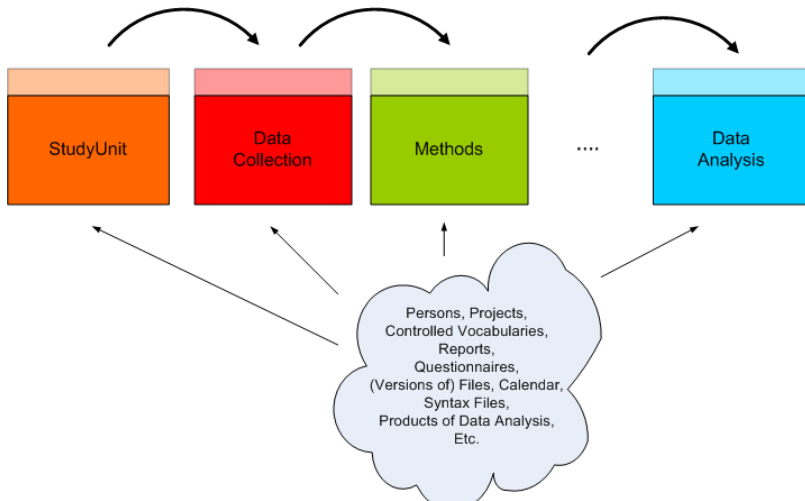 StudyUnit
Data
Collection
Methods
....
Data
Analysis
Persons, Projects,
Controlled Vocabularies,
Reports,
Questionnaires,
(Versions of) Files, Calendar,
Syntax Files,
Products of Data Analysis,
Etc.